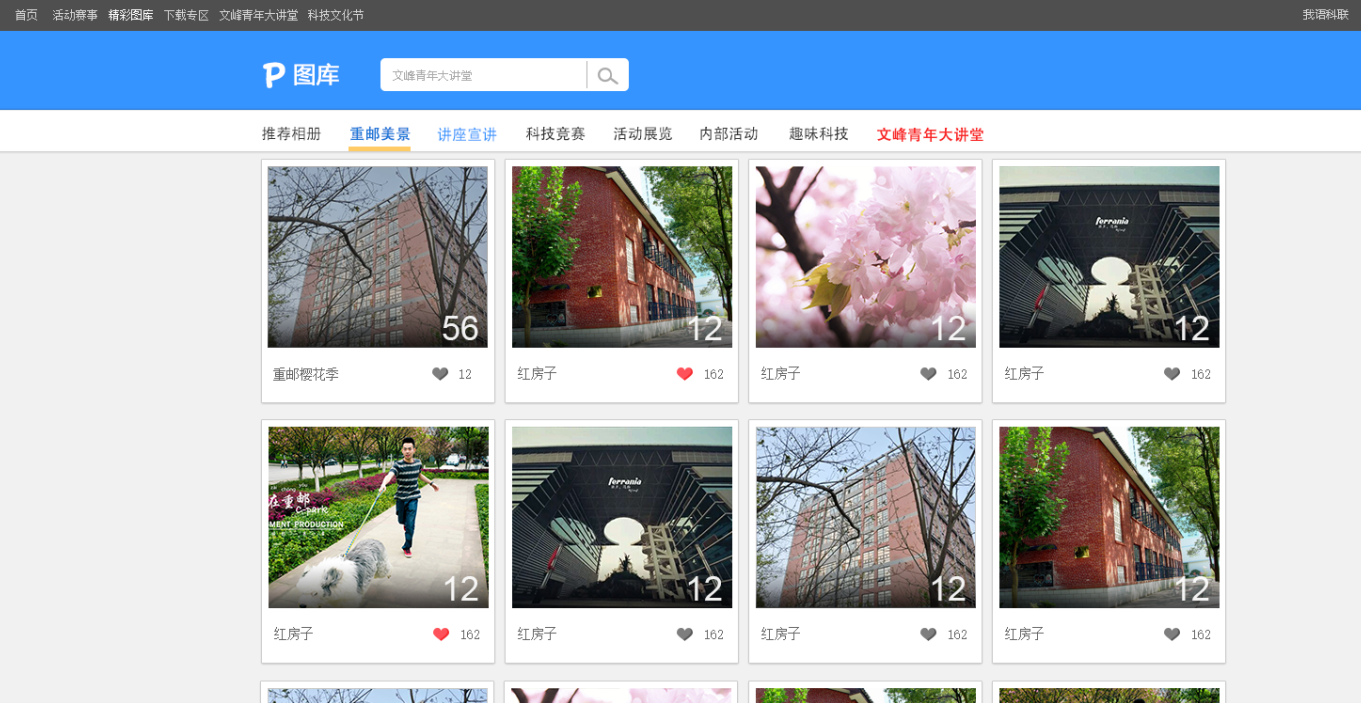 首页 活动赛事 精彩图库 下载专区 文峰青年大讲堂 科技文化节 我语科联
P 图库 文峰青年大讲堂
推荐相册 重邮美景 讲座宣讲 科技竞赛 活动展览 内部活动 趣味科技 文峰青年大讲堂
ferrania
56 12 12 12
重邮樱花季 12 红房子 162 红房子 162 红房子 162
在重邮
C-park
MENT PRODUCTION
ferrania
12 12 12 12
红房子 162 红房子 162 红房子 162 红房子 162